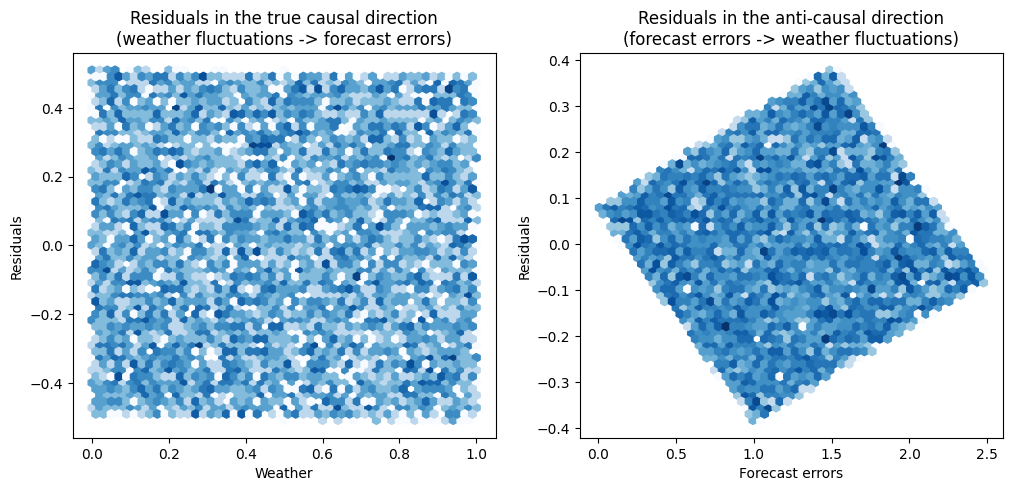 Residuals in the true causal direction
(weather fluctuations -> forecast errors)
Residuals
0.4
0.2
0.0
−0.2
−0.4
0.0 0.2 0.4 0.6 0.8 1.0
Weather
Residuals in the anti-causal direction
(forecast errors -> weather fluctuations)
Residuals
0.4
0.3
0.2
0.1
0.0
−0.1
−0.2
−0.3
−0.4
0.0 0.5 1.0 1.5 2.0 2.5
Forecast errors